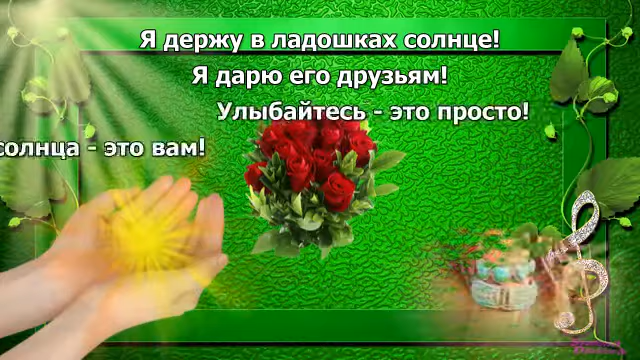 Я держу в ладошках солнце!
Я дарю его друзьям!
Улыбайтесь - это просто!
солнца - это вам!